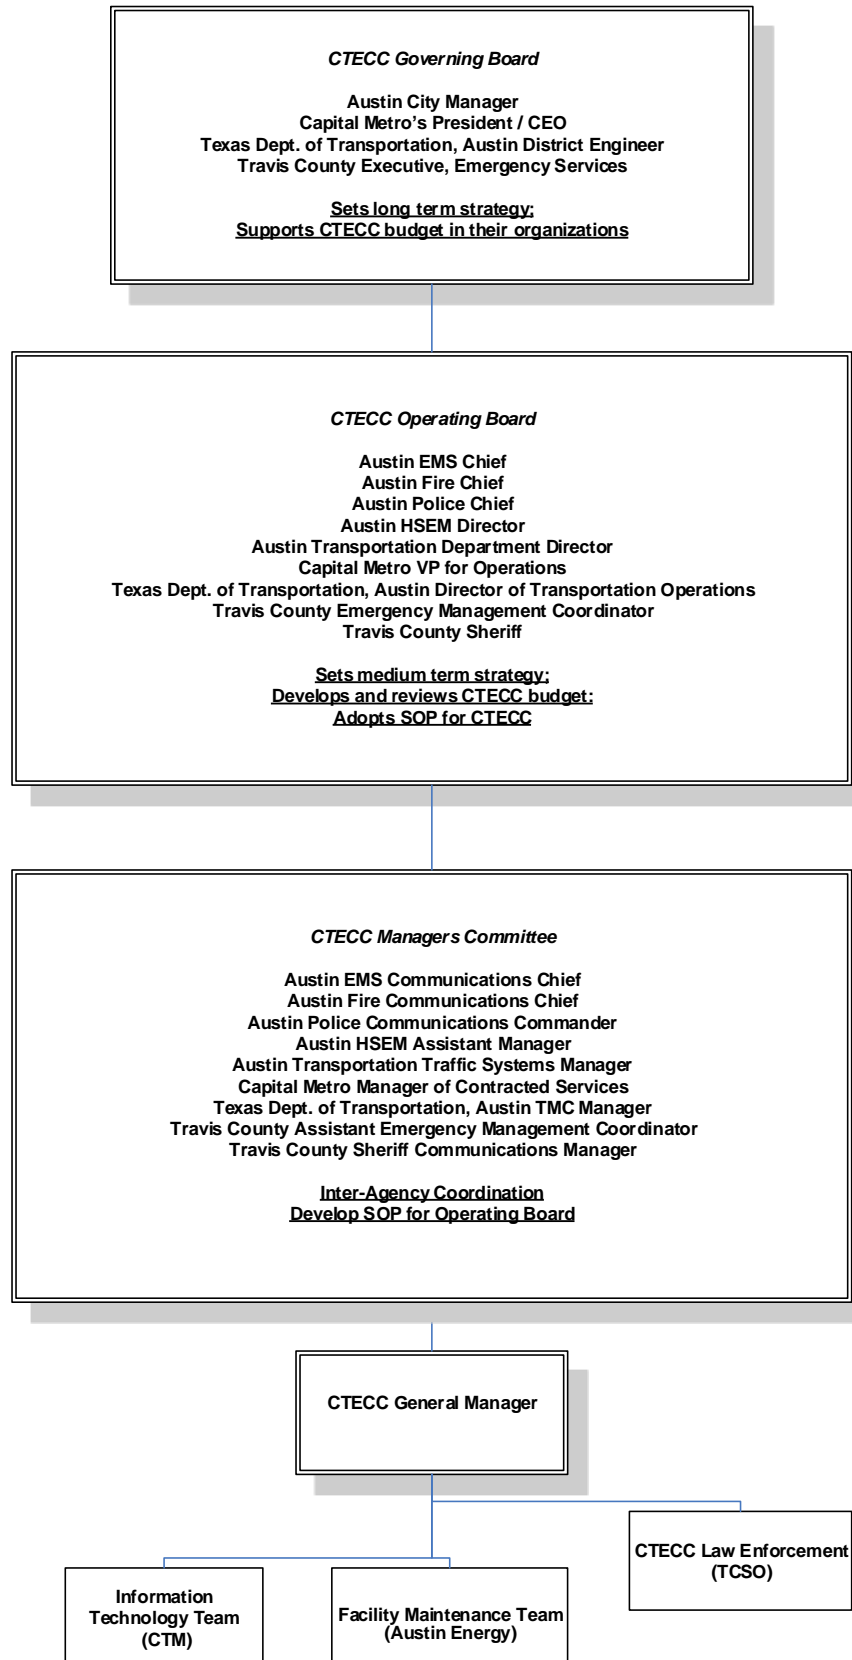 CTECC Governing Board
Austin City Manager
Capital Metro’s President / CEO
Texas Dept. of Transportation, Austin District Engineer
Travis County Executive, Emergency Services
Sets long term strategy;
Supports CTECC budget in their organizations
CTECC Operating Board
Austin EMS Chief
Austin Fire Chief
Austin Police Chief
Austin HSEM Director
Austin Transportation Department Director
Capital Metro VP for Operations
Texas Dept. of Transportation, Austin Director of Transportation Operations
Travis County Emergency Management Coordinator
Travis County Sheriff
Sets medium term strategy;
Develops and reviews CTECC budget;
Adopts SOP for CTECC
CTECC Managers Committee
Austin EMS Communications Chief
Austin Fire Communications Chief
Austin Police Communications Commander
Austin HSEM Assistant Manager
Austin Transportation Traffic Systems Manager
Capital Metro Manager of Contracted Services
Texas Dept. of Transportation, Austin TMC Manager
Travis County Assistant Emergency Management Coordinator
Travis County Sheriff Communications Manager
Inter-Agency Coordination
Develop SOP for Operating Board
CTECC General Manager
CTECC Law Enforcement
(TCSO)
Information
Technology Team
(CTM)
Facility Maintenance Team
(Austin Energy)